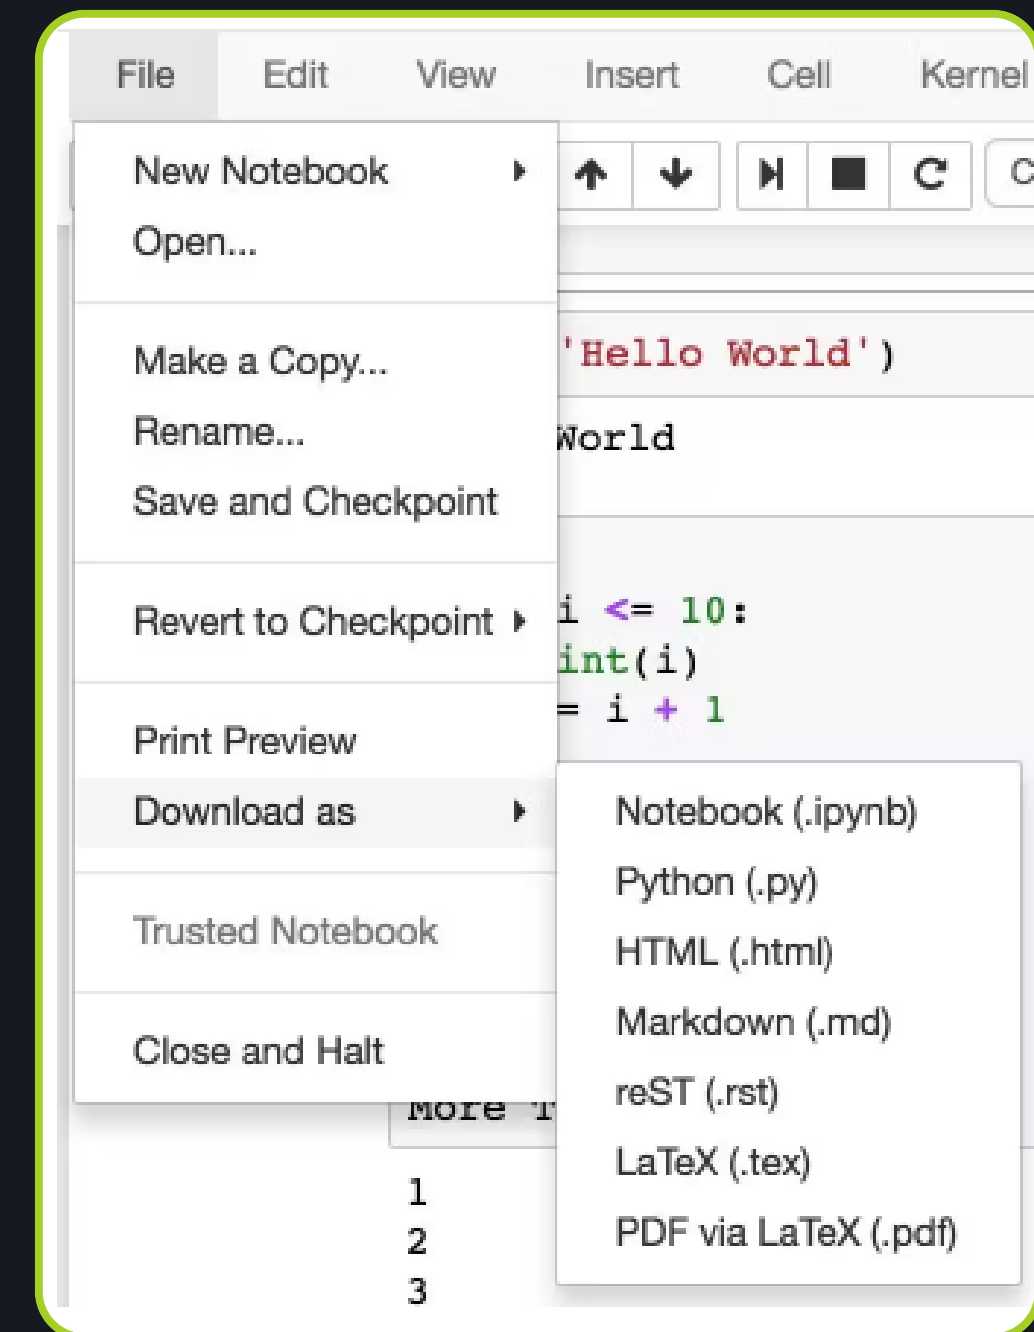 File Edit View Insert Cell Kernel
New Notebook
Open...
C
Make a Copy...
'Hello World')
Rename...
World
Save and Checkpoint
Revert to Checkpoint
i <= 10:
int(i)
= i + 1
Print Preview
Download as
Notebook (.ipynb)
Python (.py)
HTML (.html)
Markdown (.md)
reST (.rst)
LaTeX (.tex)
PDF via LaTeX (.pdf)
Trusted Notebook
Close and Halt
More T
1
2
3